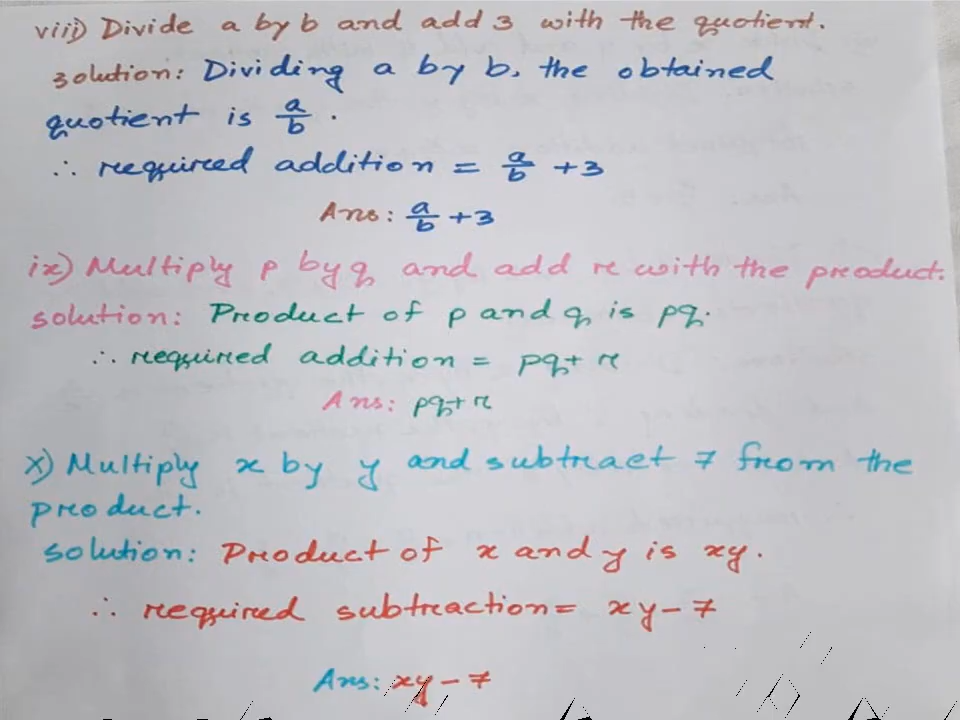 viii) Divide a by b and add 3 with the quotient.
solution: Dividing a by b, the obtained
quotient is a/b.
∴ required addition = a/b + 3
Ans: a/b + 3
ix) Multiply p by q and add r with the product.
solution: Product of p and q is pq.
∴ required addition = pq + r
Ans: pq + r
x) Multiply x by y and subtract 7 from the
product.
solution: Product of x and y is xy.
∴ required subtraction = xy - 7
Ans: xy - 7